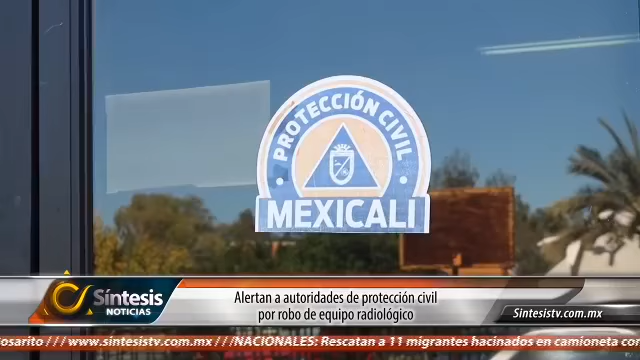 PROTECCIÓN CIVIL
MEXICALI
Síntesis
NOTICIAS
Alertan a autoridades de protección civil
por robo de equipo radiológico
Sintesistv.com.mx
osarito /// www.sintesistv.com.mx ///NACIONALES: Rescatan a 11 migrantes hacinados en camioneta co